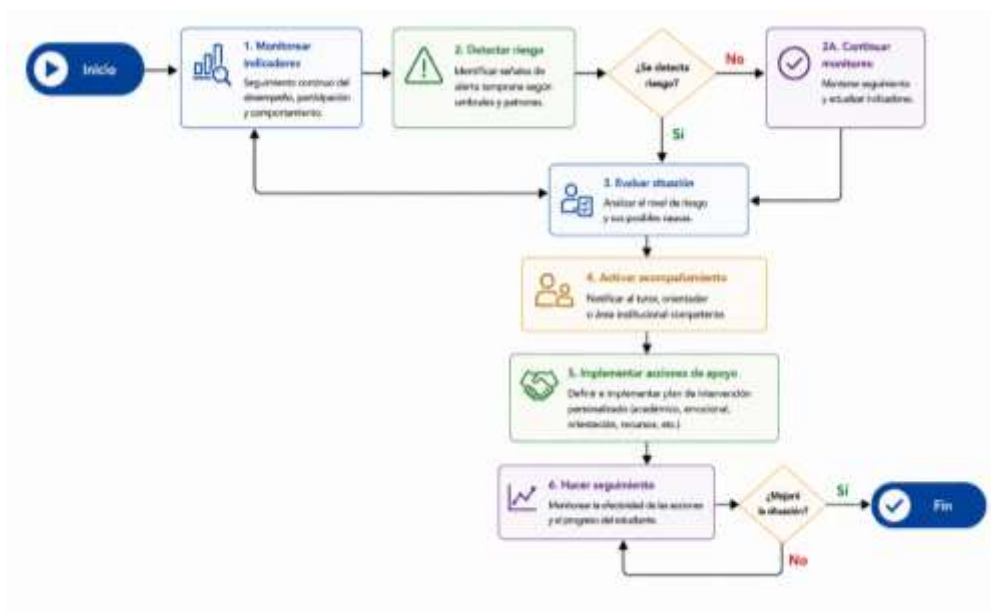 Inicio
1. Monitorear
indicadores
Seguimiento continuo del
desempeño, participación
y comportamiento.
2. Detectar riesgo
Identificar señales de
alerta temprana según
umbrales y patrones.
¿Se detecta
riesgo?
No
Sí
2A. Continuar
monitoreo
Mantener seguimiento
y actualizar indicadores.
3. Evaluar situación
Analizar el nivel de riesgo
y sus posibles causas.
4. Activar acompañamiento
Notificar al tutor, orientador
o área institucional competente.
5. Implementar acciones de apoyo
Definir e implementar plan de intervención
personalizado (académico, emocional,
orientación, recursos, etc.)
6. Hacer seguimiento
Monitorear la efectividad de las acciones
y el progreso del estudiante.
¿Mejoró
la situación?
Sí
No
Fin